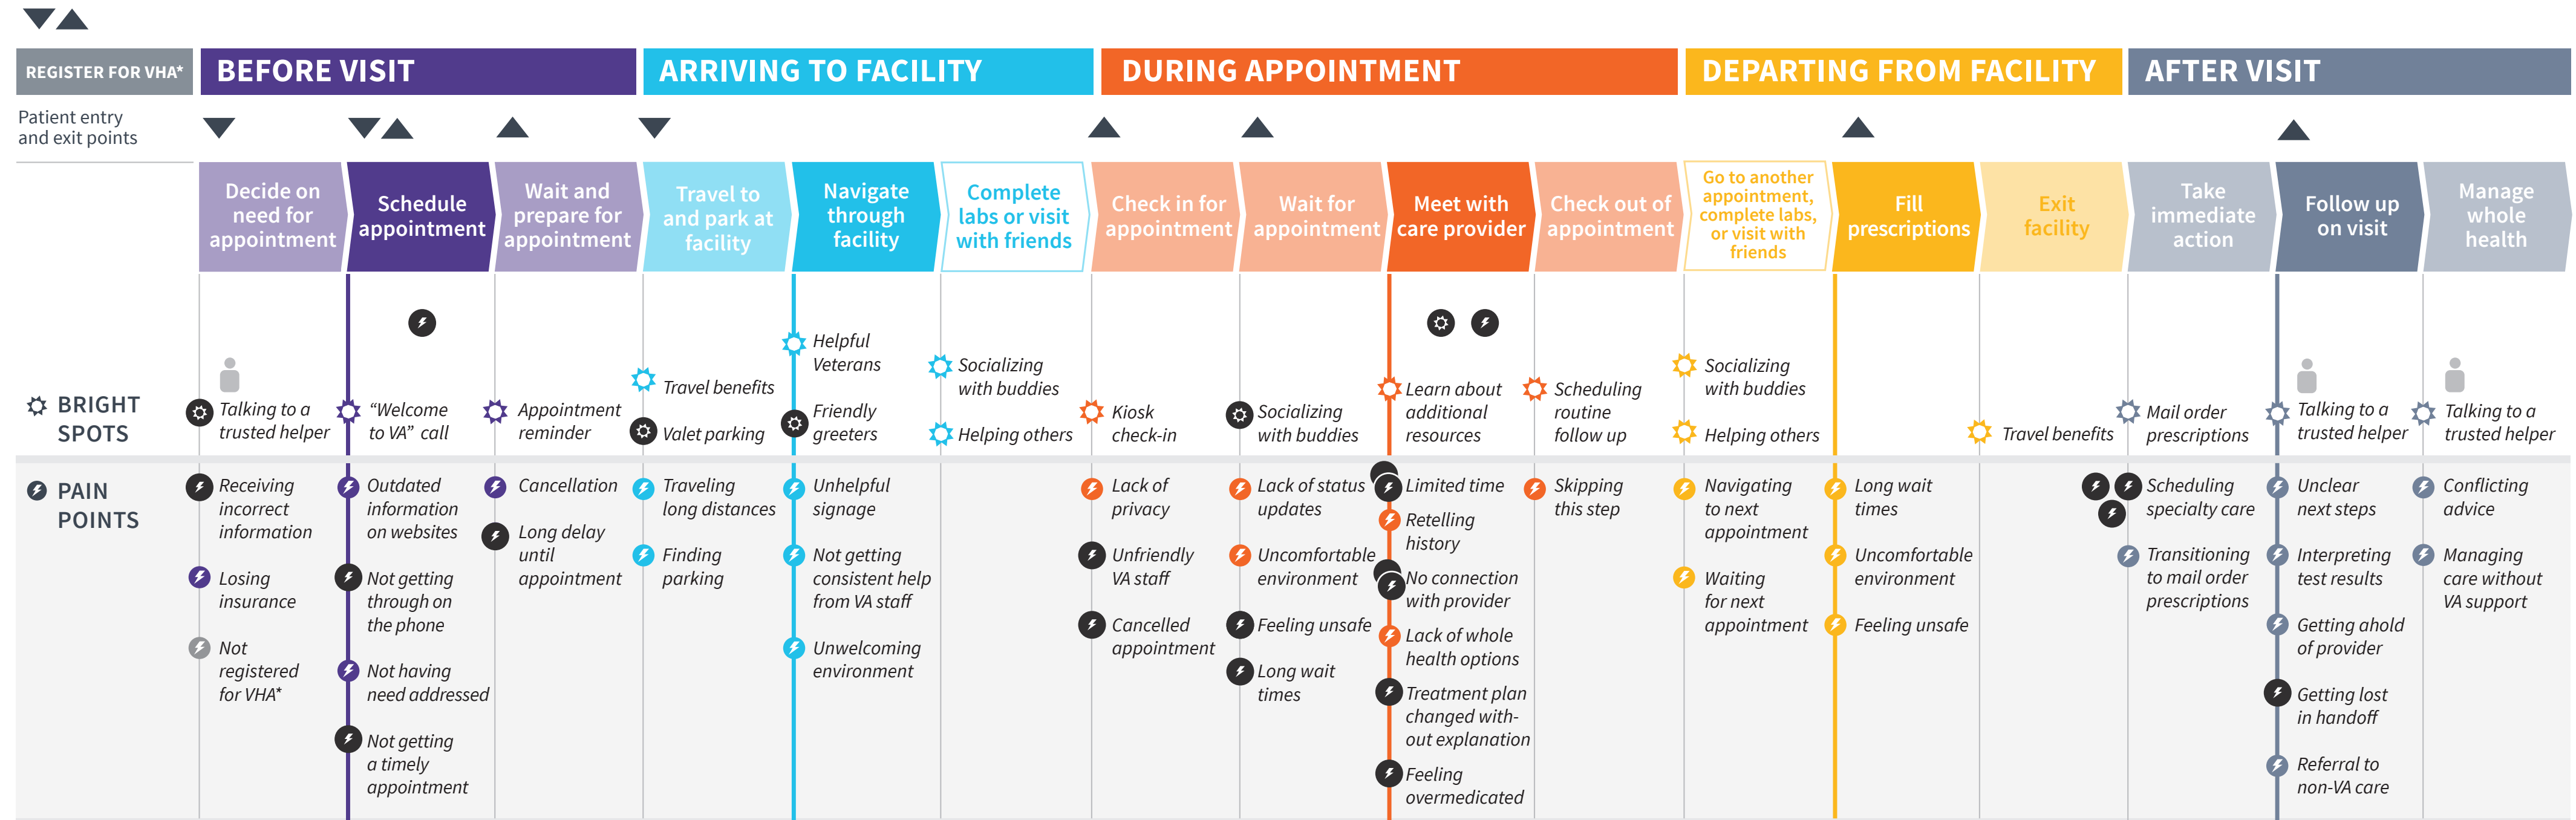 REGISTER FOR VHA*
BEFORE VISIT
ARRIVING TO FACILITY
DURING APPOINTMENT
DEPARTING FROM FACILITY
AFTER VISIT
Patient entry
and exit points
Decide on
need for
appointment
Schedule
appointment
Wait and
prepare for
appointment
Travel to
and park at
facility
Navigate
through
facility
Complete
labs or visit
with friends
Check in for
appointment
Wait for
appointment
Meet with
care provider
Check out of
appointment
Go to another
appointment,
complete labs,
or visit with
friends
Fill
prescriptions
Exit
facility
Take
immediate
action
Follow up
on visit
Manage
whole
health
BRIGHT
SPOTS
Talking to a
trusted helper
“Welcome
to VA” call
Appointment
reminder
Travel benefits
Valet parking
Helpful
Veterans
Friendly
greeters
Socializing
with buddies
Helping others
Kiosk
check-in
Socializing
with buddies
Learn about
additional
resources
Scheduling
routine
follow up
Socializing
with buddies
Helping others
Travel benefits
Mail order
prescriptions
Talking to a
trusted helper
Talking to a
trusted helper
PAIN
POINTS
Receiving
incorrect
information
Losing
insurance
Not
registered
for VHA*
Outdated
information
on websites
Not getting
through on
the phone
Not having
need addressed
Not getting
a timely
appointment
Cancellation
Long delay
until
appointment
Traveling
long distances
Finding
parking
Unhelpful
signage
Not getting
consistent help
from VA staff
Unwelcoming
environment
Lack of
privacy
Unfriendly
VA staff
Cancelled
appointment
Lack of status
updates
Uncomfortable
environment
Feeling unsafe
Long wait
times
Limited time
Retelling
history
No connection
with provider
Lack of whole
health options
Treatment plan
changed with-
out explanation
Feeling
overmedicated
Skipping
this step
Navigating
to next
appointment
Waiting
for next
appointment
Long wait
times
Uncomfortable
environment
Feeling unsafe
Scheduling
specialty care
Transitioning
to mail order
prescriptions
Unclear
next steps
Interpreting
test results
Getting ahold
of provider
Getting lost
in handoff
Referral to
non-VA care
Conflicting
advice
Managing
care without
VA support